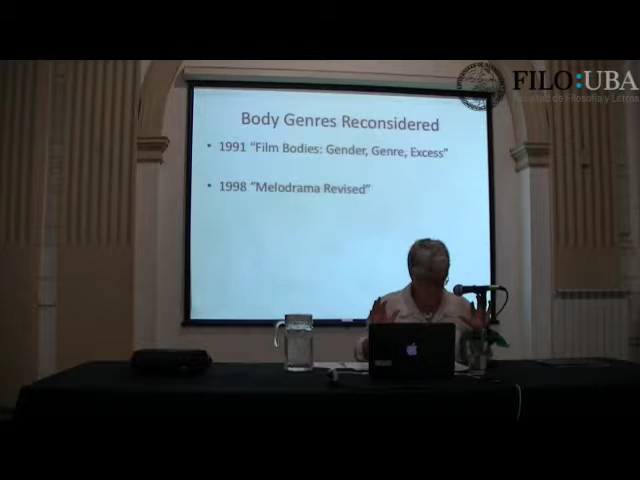 FILO:UBA
Facultad de Filosofía y Letras
Body Genres Reconsidered
• 1991 "Film Bodies: Gender, Genre, Excess"
• 1998 "Melodrama Revised"